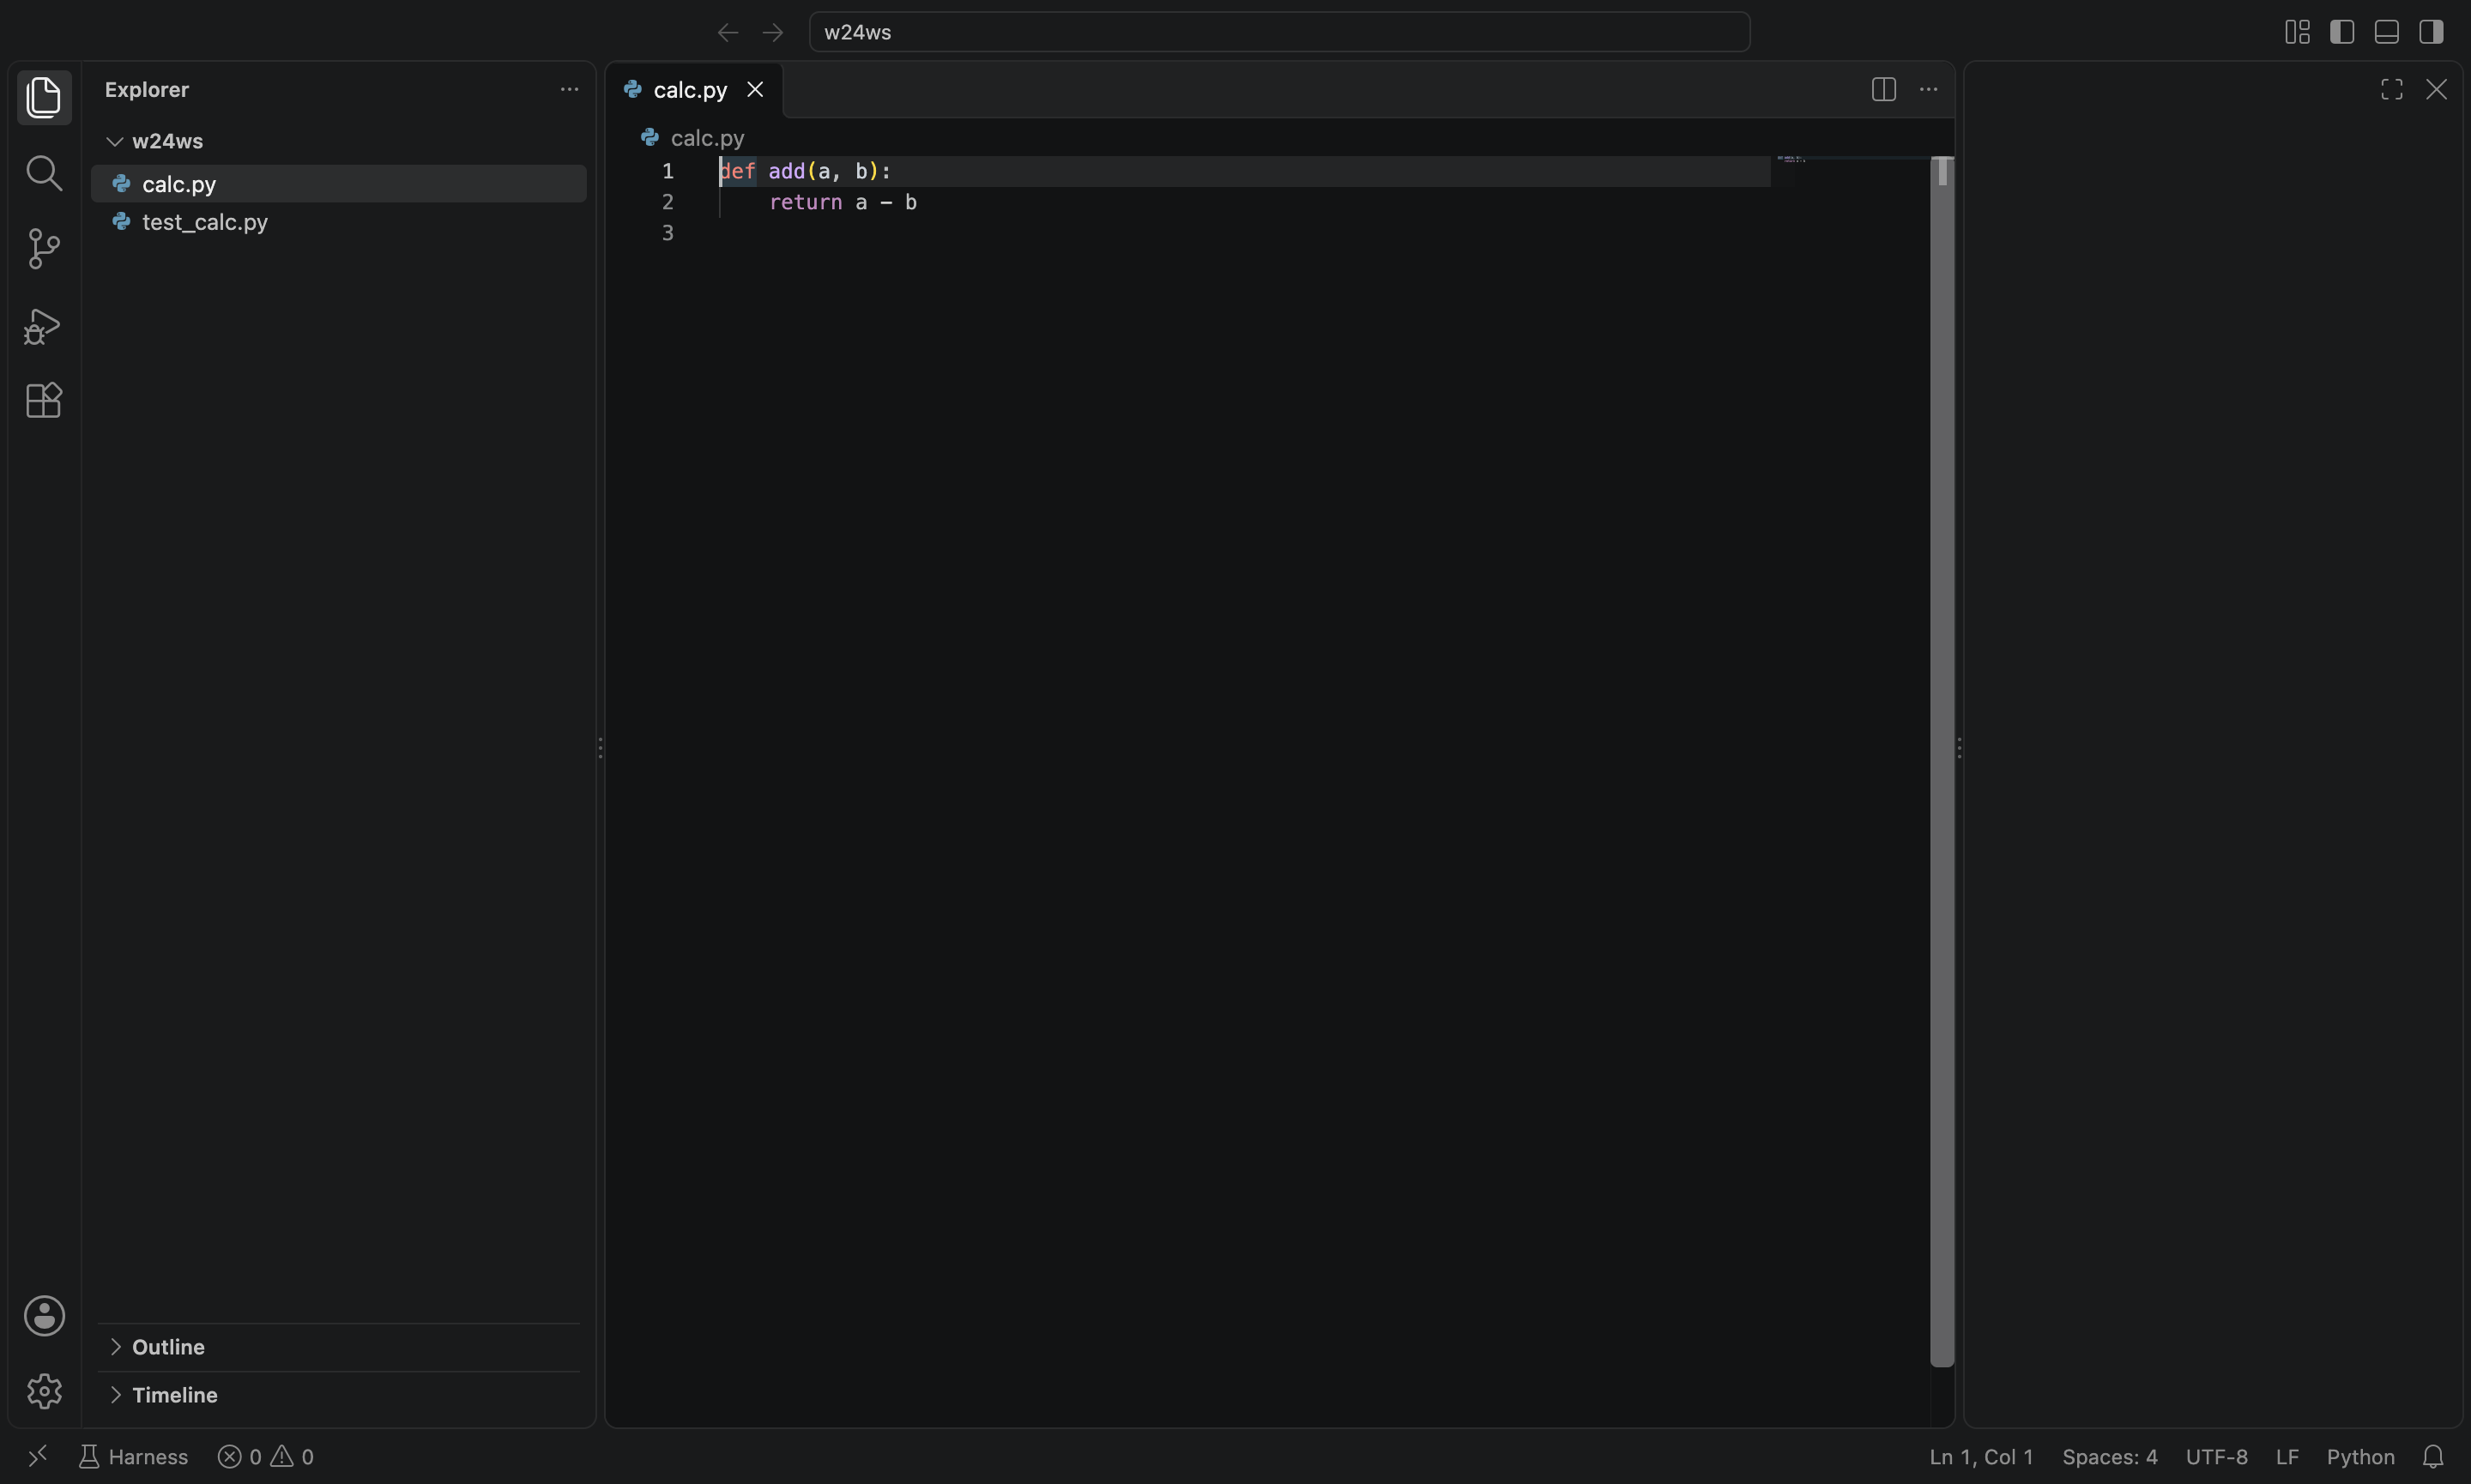 w24ws
Explorer
w24ws
calc.py
test_calc.py
Outline
Timeline
calc.py
calc.py
1 def add(a, b):
2     return a - b
3
Harness
0 0
Ln 1, Col 1
Spaces: 4
UTF-8
LF
Python